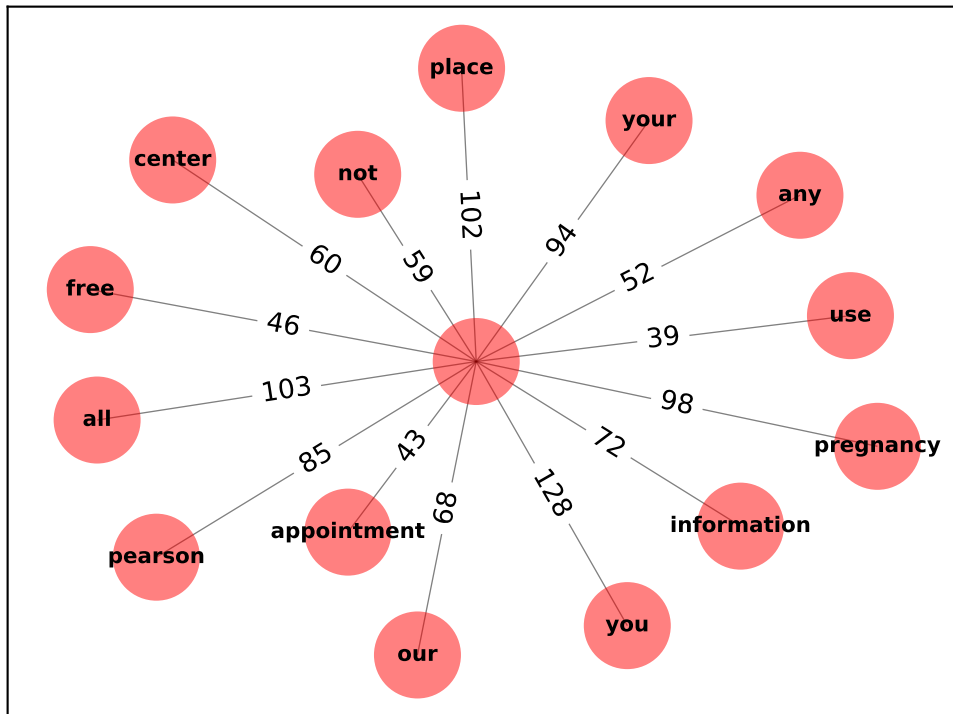 place
your
center
not
any
102
94
60
59
52
free
use
46
39
all
103
98
pregnancy
85
43
72
128
68
pearson
appointment
information
our
you